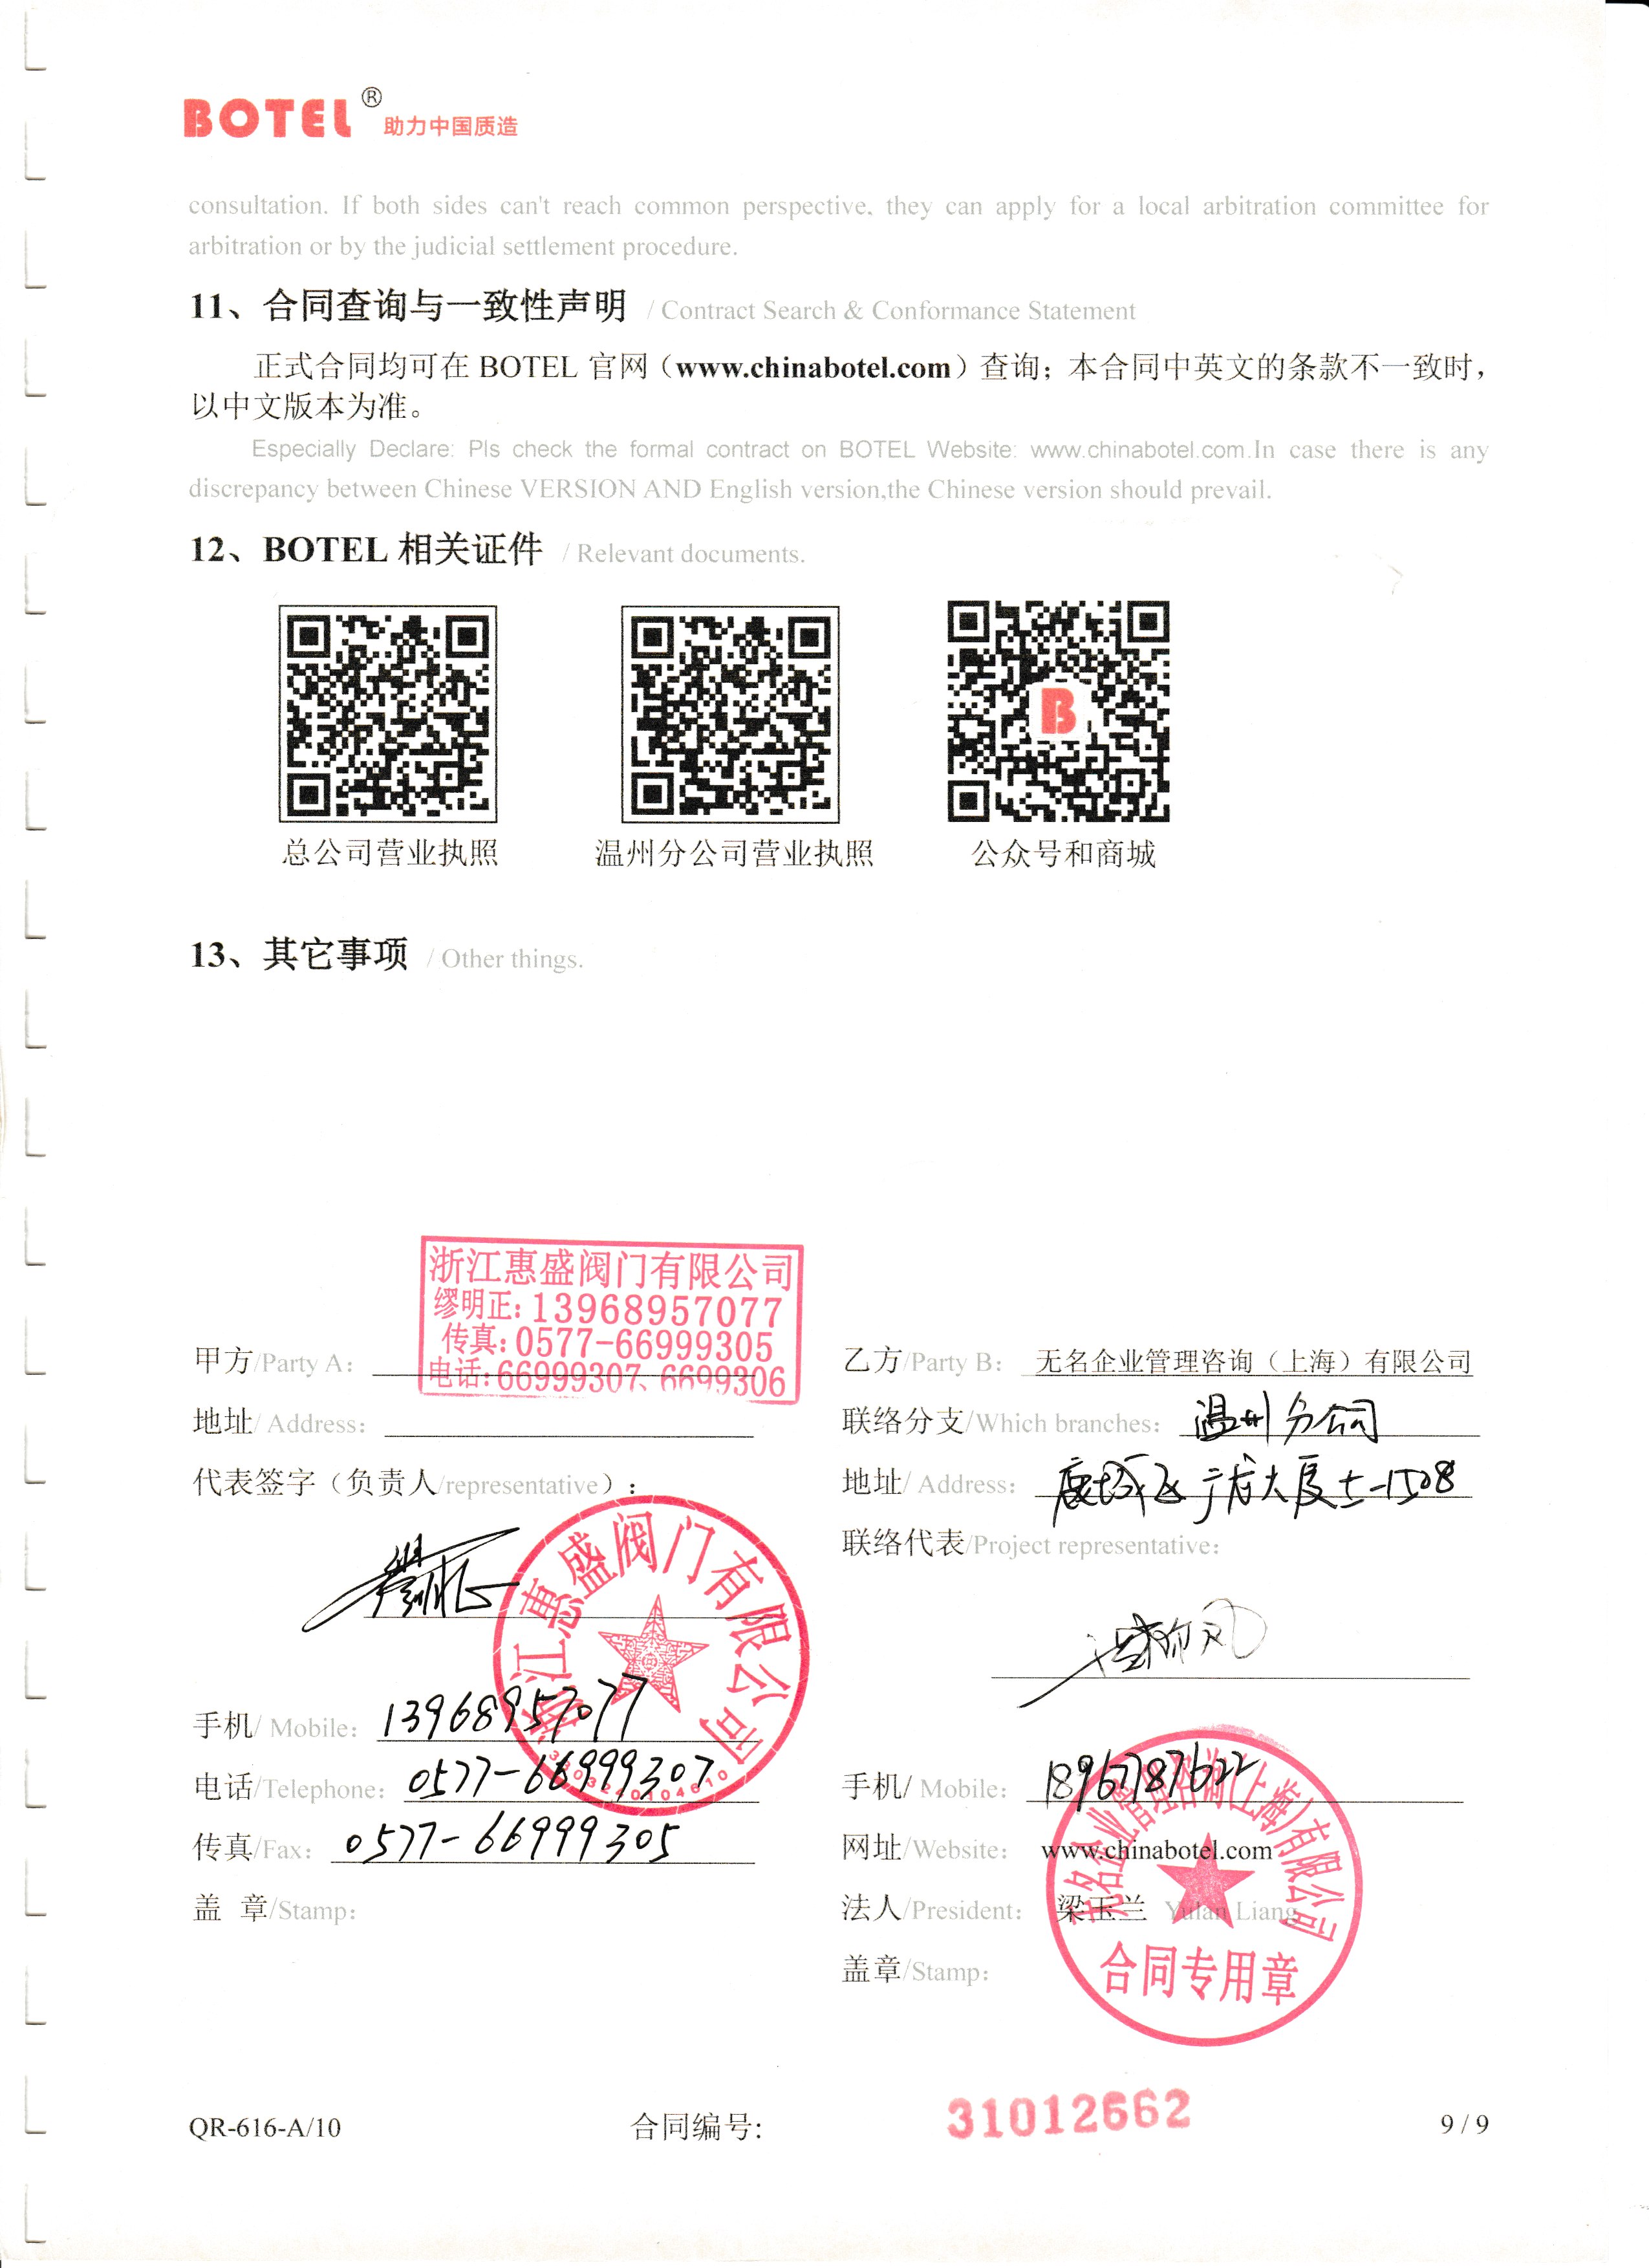 BOTEL® 助力中国质造
consultation. If both sides can't reach common perspective, they can apply for a local arbitration committee for
arbitration or by the judicial settlement procedure.
11、合同查询与一致性声明 / Contract Search & Conformance Statement
正式合同均可在 BOTEL 官网（www.chinabotel.com）查询；本合同中英文的条款不一致时，
以中文版本为准。
Especially Declare: Pls check the formal contract on BOTEL Website: www.chinabotel.com.In case there is any
discrepancy between Chinese VERSION AND English version,the Chinese version should prevail.
12、BOTEL 相关证件 / Relevant documents.
B
总公司营业执照 温州分公司营业执照 公众号和商城
13、其它事项 / Other things.
浙江惠盛阀门有限公司
缪明正:13968957077
传真:0577-66999305
电话:66999307、6699306
甲方/Party A：
地址/ Address：
代表签字（负责人/representative）：
浙江惠盛阀门有限公司
手机/ Mobile： 13968957077
电话/Telephone： 0577-66999307
传真/Fax： 0577-66999305
盖 章/Stamp：
乙方/Party B： 无名企业管理咨询（上海）有限公司
联络分支/Which branches： 温州分公司
地址/ Address： 鹿城区
联络代表/Project representative：
手机/ Mobile： 18967787622
网址/Website： www.chinabotel.com
法人/President： 梁玉兰 Yulan Liang
盖章/Stamp：
无名企业管理咨询(上海)有限公司
合同专用章
QR-616-A/10 合同编号: 31012662 9 / 9